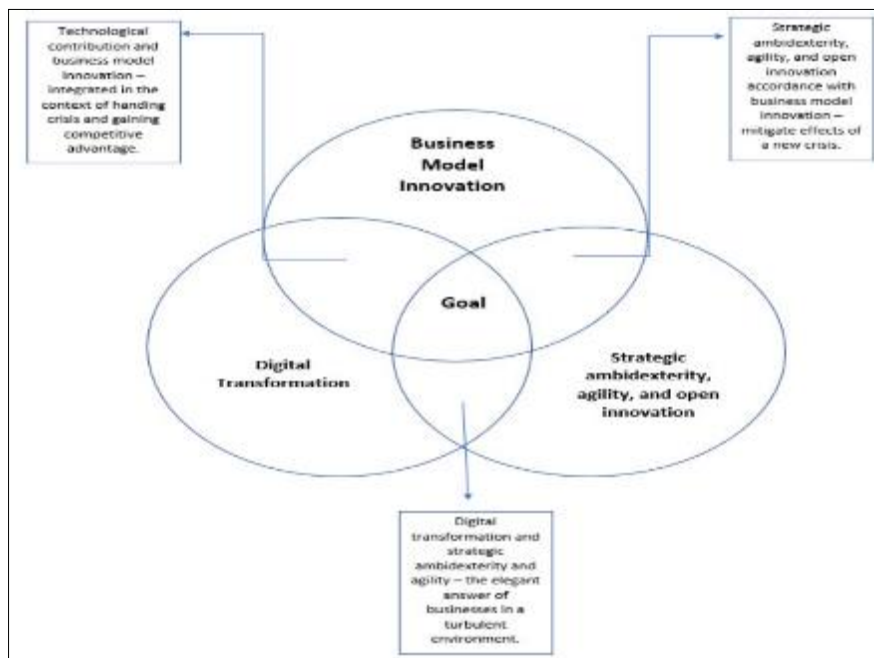 Technological
contribution and
business model
innovation –
integrated in the
context of handing
crisis and gaining
competitive
advantage.
Strategic
ambidexterity,
agility, and open
innovation
accordance with
business model
innovation –
mitigate effects of
a new crisis.
Business
Model
Innovation
Goal
Digital
Transformation
Strategic
ambidexterity,
agility, and open
innovation
Digital
transformation and
strategic
ambidexterity and
agility – the elegant
answer of
businesses in a
turbulent
environment.